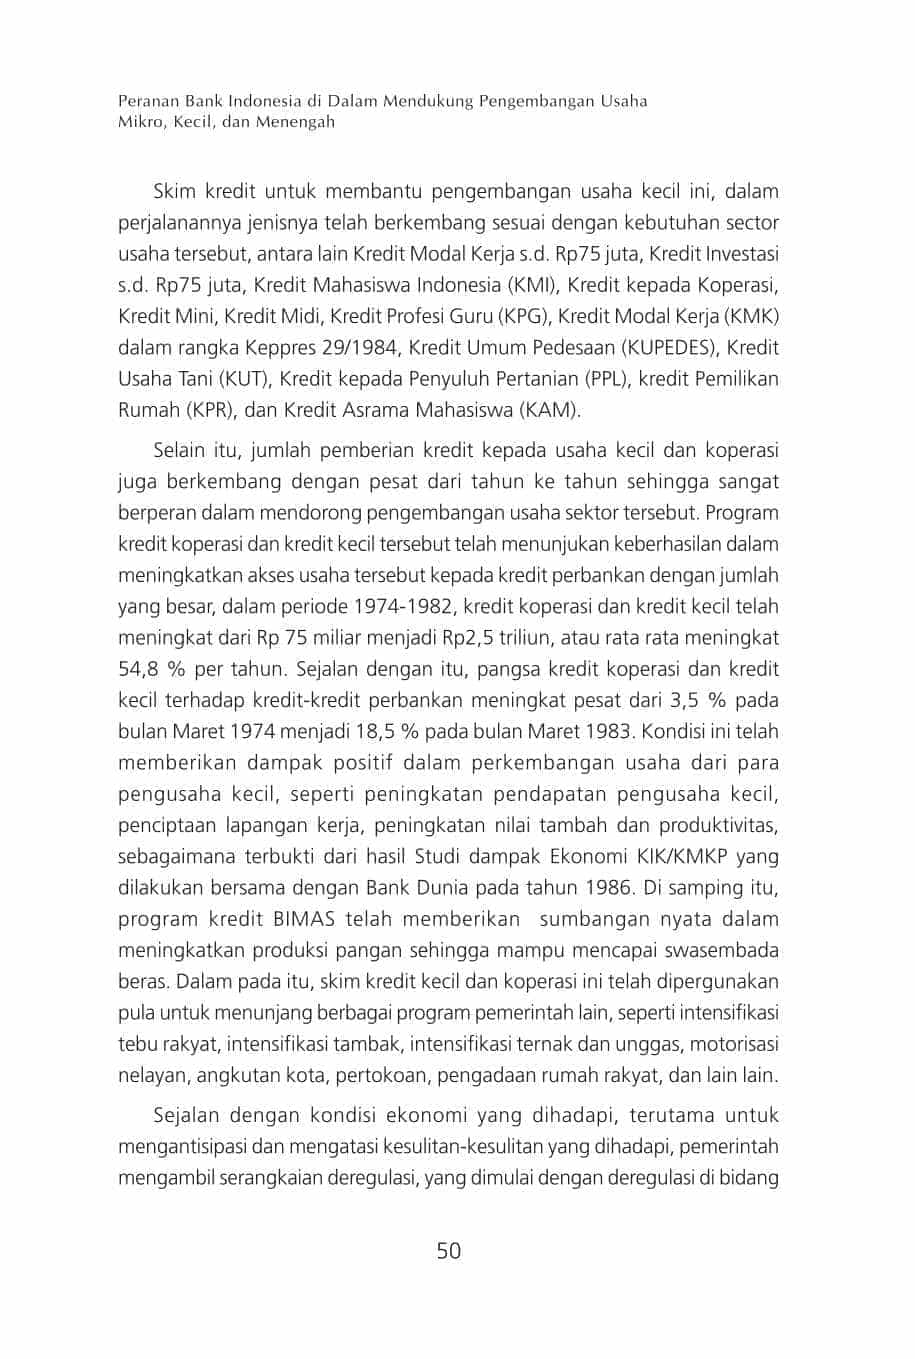 Peranan Bank Indonesia di Dalam Mendukung Pengembangan Usaha
Mikro, Kecil, dan Menengah
Skim kredit untuk membantu pengembangan usaha kecil ini, dalam
perjalanannya jenisnya telah berkembang sesuai dengan kebutuhan sector
usaha tersebut, antara lain Kredit Modal Kerja s.d. Rp75 juta, Kredit Investasi
s.d. Rp75 juta, Kredit Mahasiswa Indonesia (KMI), Kredit kepada Koperasi,
Kredit Mini, Kredit Midi, Kredit Profesi Guru (KPG), Kredit Modal Kerja (KMK)
dalam rangka Keppres 29/1984, Kredit Umum Pedesaan (KUPEDES), Kredit
Usaha Tani (KUT), Kredit kepada Penyuluh Pertanian (PPL), kredit Pemilikan
Rumah (KPR), dan Kredit Asrama Mahasiswa (KAM).
Selain itu, jumlah pemberian kredit kepada usaha kecil dan koperasi
juga berkembang dengan pesat dari tahun ke tahun sehingga sangat
berperan dalam mendorong pengembangan usaha sektor tersebut. Program
kredit koperasi dan kredit kecil tersebut telah menunjukan keberhasilan dalam
meningkatkan akses usaha tersebut kepada kredit perbankan dengan jumlah
yang besar, dalam periode 1974-1982, kredit koperasi dan kredit kecil telah
meningkat dari Rp 75 miliar menjadi Rp2,5 triliun, atau rata rata meningkat
54,8 % per tahun. Sejalan dengan itu, pangsa kredit koperasi dan kredit
kecil terhadap kredit-kredit perbankan meningkat pesat dari 3,5 % pada
bulan Maret 1974 menjadi 18,5 % pada bulan Maret 1983. Kondisi ini telah
memberikan dampak positif dalam perkembangan usaha dari para
pengusaha kecil, seperti peningkatan pendapatan pengusaha kecil,
penciptaan lapangan kerja, peningkatan nilai tambah dan produktivitas,
sebagaimana terbukti dari hasil Studi dampak Ekonomi KIK/KMKP yang
dilakukan bersama dengan Bank Dunia pada tahun 1986. Di samping itu,
program kredit BIMAS telah memberikan sumbangan nyata dalam
meningkatkan produksi pangan sehingga mampu mencapai swasembada
beras. Dalam pada itu, skim kredit kecil dan koperasi ini telah dipergunakan
pula untuk menunjang berbagai program pemerintah lain, seperti intensifikasi
tebu rakyat, intensifikasi tambak, intensifikasi ternak dan unggas, motorisasi
nelayan, angkutan kota, pertokoan, pengadaan rumah rakyat, dan lain lain.
Sejalan dengan kondisi ekonomi yang dihadapi, terutama untuk
mengantisipasi dan mengatasi kesulitan-kesulitan yang dihadapi, pemerintah
mengambil serangkaian deregulasi, yang dimulai dengan deregulasi di bidang
50